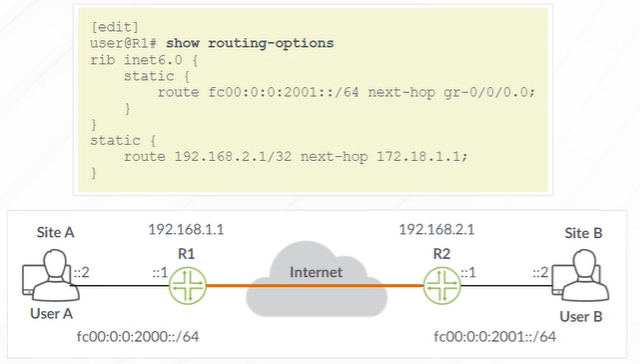 [edit]
user@R1# show routing-options
rib inet6.0 {
static {
route fc00:0:0:2001::/64 next-hop gr-0/0/0.0;
}
}
static {
route 192.168.2.1/32 next-hop 172.18.1.1;
}
Site A
192.168.1.1
192.168.2.1
Site B
R1
R2
::2
::1
Internet
::1
::2
User A
User B
fc00:0:0:2000::/64
fc00:0:0:2001::/64